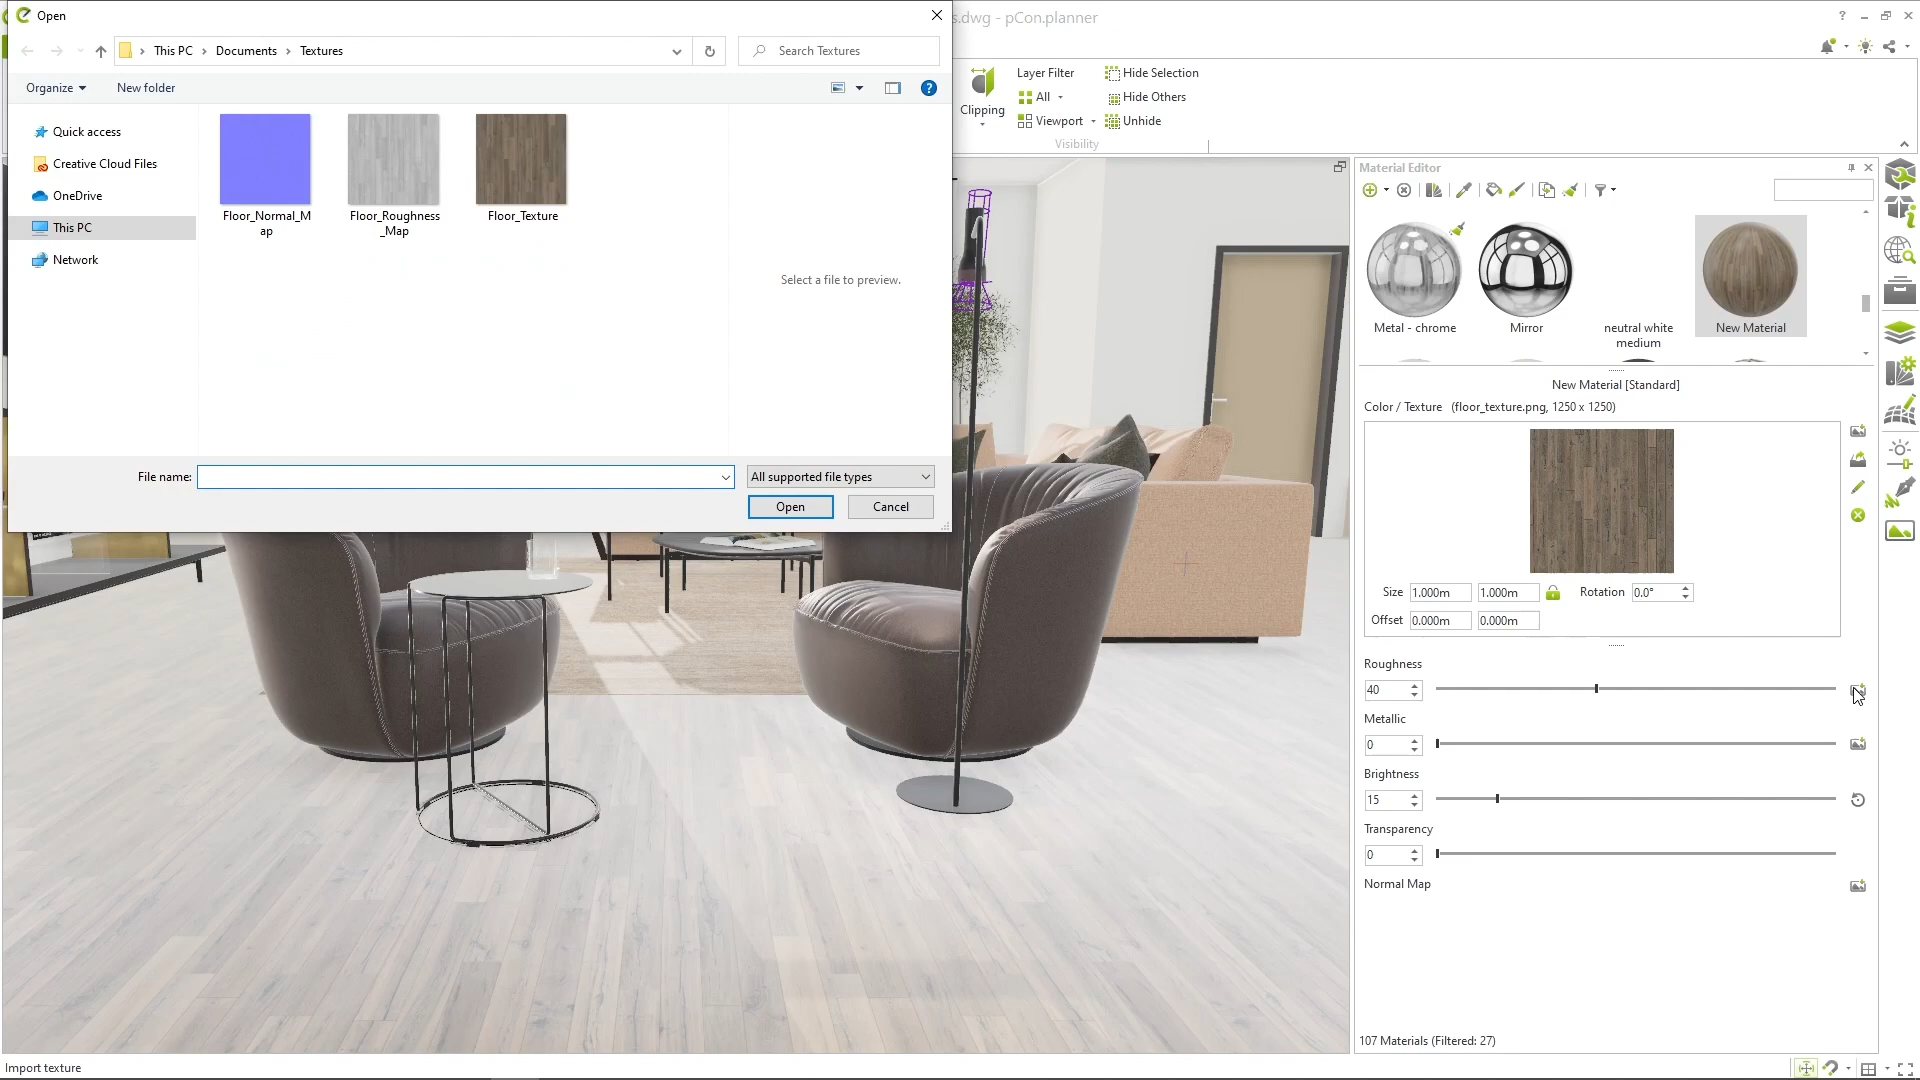 Open
s.dwg - pCon.planner
This PC
Documents
Textures
Search Textures
Organize
New folder
Quick access
Creative Cloud Files
OneDrive
This PC
Network
Floor_Normal_M
ap
Floor_Roughness
_Map
Floor_Texture
Select a file to preview.
File name:
All supported file types
Open
Cancel
Clipping
Layer Filter
All
Viewport
Hide Selection
Hide Others
Unhide
Visibility
Material Editor
Metal - chrome
Mirror
neutral white
medium
New Material
New Material [Standard]
Color / Texture (floor_texture.png, 1250 x 1250)
Size 1.000m 1.000m Rotation 0.0°
Offset 0.000m 0.000m
Roughness
40
Metallic
0
Brightness
15
Transparency
0
Normal Map
107 Materials (Filtered: 27)
Import texture